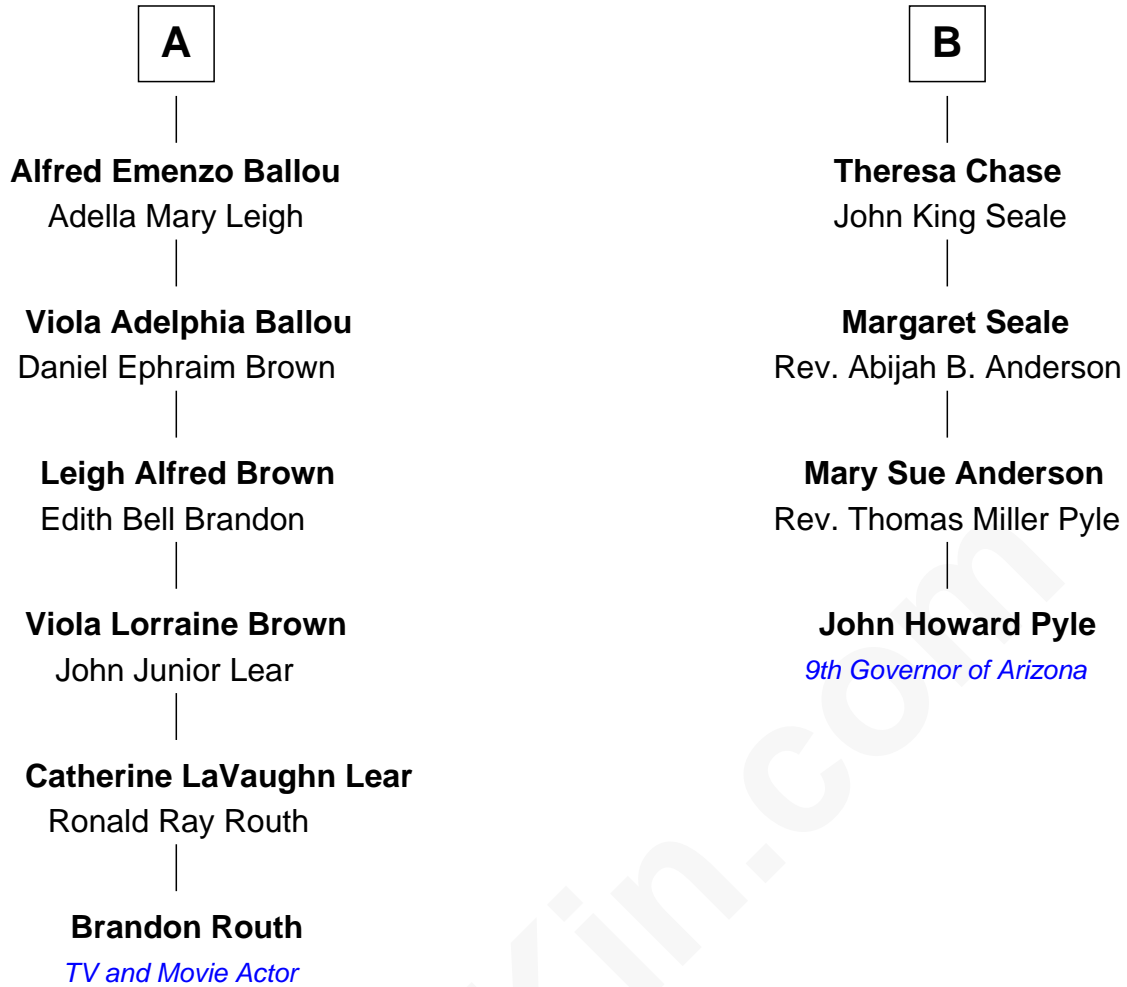 A
Alfred Emenzo Ballou
Adella Mary Leigh
Viola Adelphia Ballou
Daniel Ephraim Brown
Leigh Alfred Brown
Edith Bell Brandon
Viola Lorraine Brown
John Junior Lear
Catherine LaVaughn Lear
Ronald Ray Routh
Brandon Routh
TV and Movie Actor
B
Theresa Chase
John King Seale
Margaret Seale
Rev. Abijah B. Anderson
Mary Sue Anderson
Rev. Thomas Miller Pyle
John Howard Pyle
9th Governor of Arizona
Kin.com